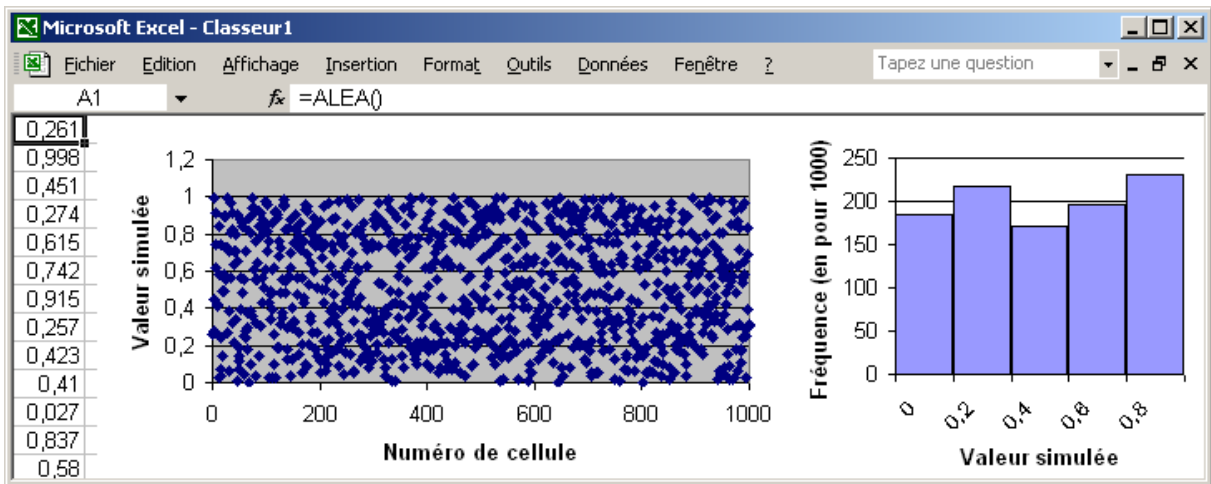 Microsoft Excel - Classeur1
Fichier Edition Affichage Insertion Format Outils Données Fenêtre ? Tapez une question
A1 fx =ALEA()
0,261
0,998
0,451
0,274
0,615
0,742
0,915
0,257
0,423
0,41
0,027
0,837
0,58
Valeur simulée
1,2
1
0,8
0,6
0,4
0,2
0
0 200 400 600 800 1000
Numéro de cellule
Fréquence (en pour 1000)
250
200
150
100
50
0
0 0,2 0,4 0,6 0,8
Valeur simulée